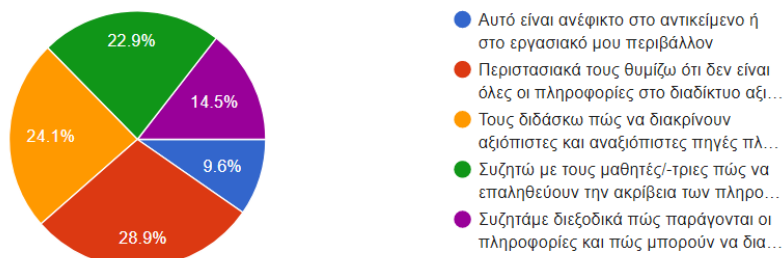 22.9%
14.5%
24.1%
9.6%
28.9%
Αυτό είναι ανέφικτο στο αντικείμενο ή
στο εργασιακό μου περιβάλλον
Περιστασιακά τους θυμίζω ότι δεν είναι
όλες οι πληροφορίες στο διαδίκτυο αξι...
Τους διδάσκω πώς να διακρίνουν
αξιόπιστες και αναξιόπιστες πηγές πλ...
Συζητώ με τους μαθητές/-τριες πώς να
επαληθεύουν την ακρίβεια των πληρο...
Συζητάμε διεξοδικά πώς παράγονται οι
πληροφορίες και πώς μπορούν να δια...